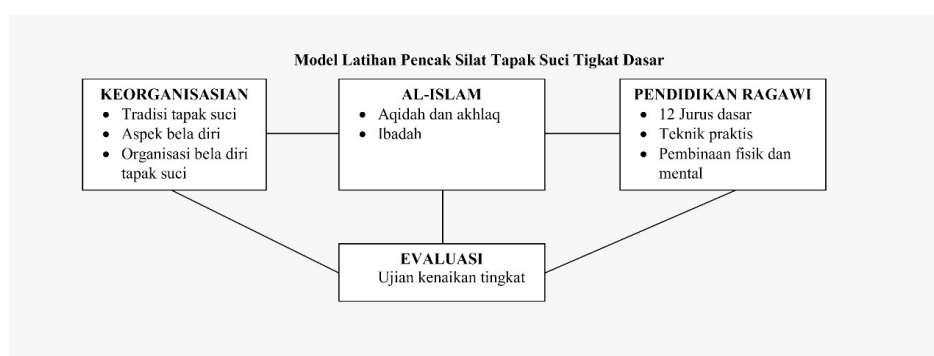 Model Latihan Pencak Silat Tapak Suci Tigkat Dasar
KEORGANISASIAN
• Tradisi tapak suci
• Aspek bela diri
• Organisasi bela diri
tapak suci
AL-ISLAM
• Aqidah dan akhlaq
• Ibadah
PENDIDIKAN RAGAWI
• 12 Jurus dasar
• Teknik praktis
• Pembinaan fisik dan
mental
EVALUASI
Ujian kenaikan tingkat